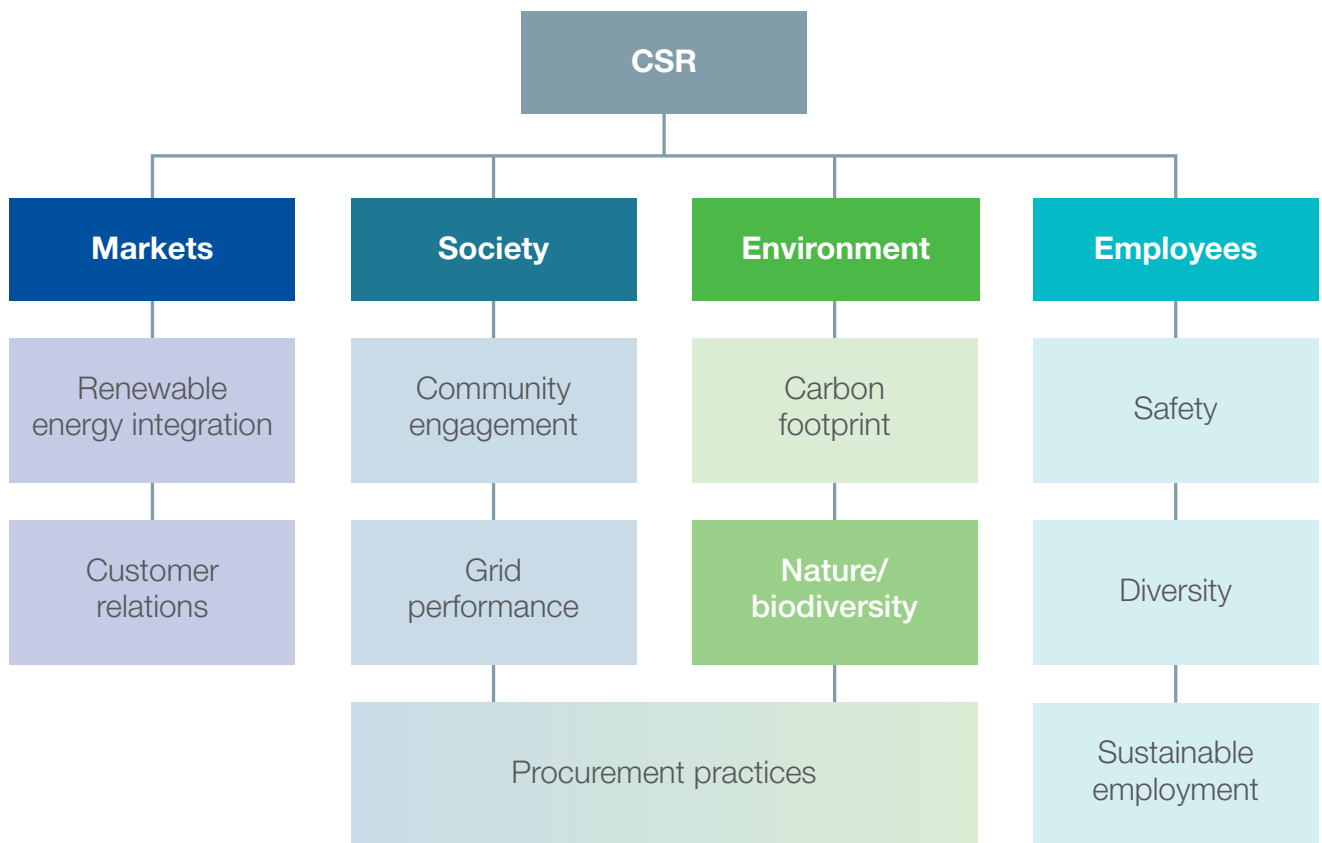 CSR
Markets
Society
Environment
Employees
Renewable
energy integration
Community
engagement
Carbon
footprint
Safety
Customer
relations
Grid
performance
Nature/
biodiversity
Diversity
Procurement practices
Sustainable
employment